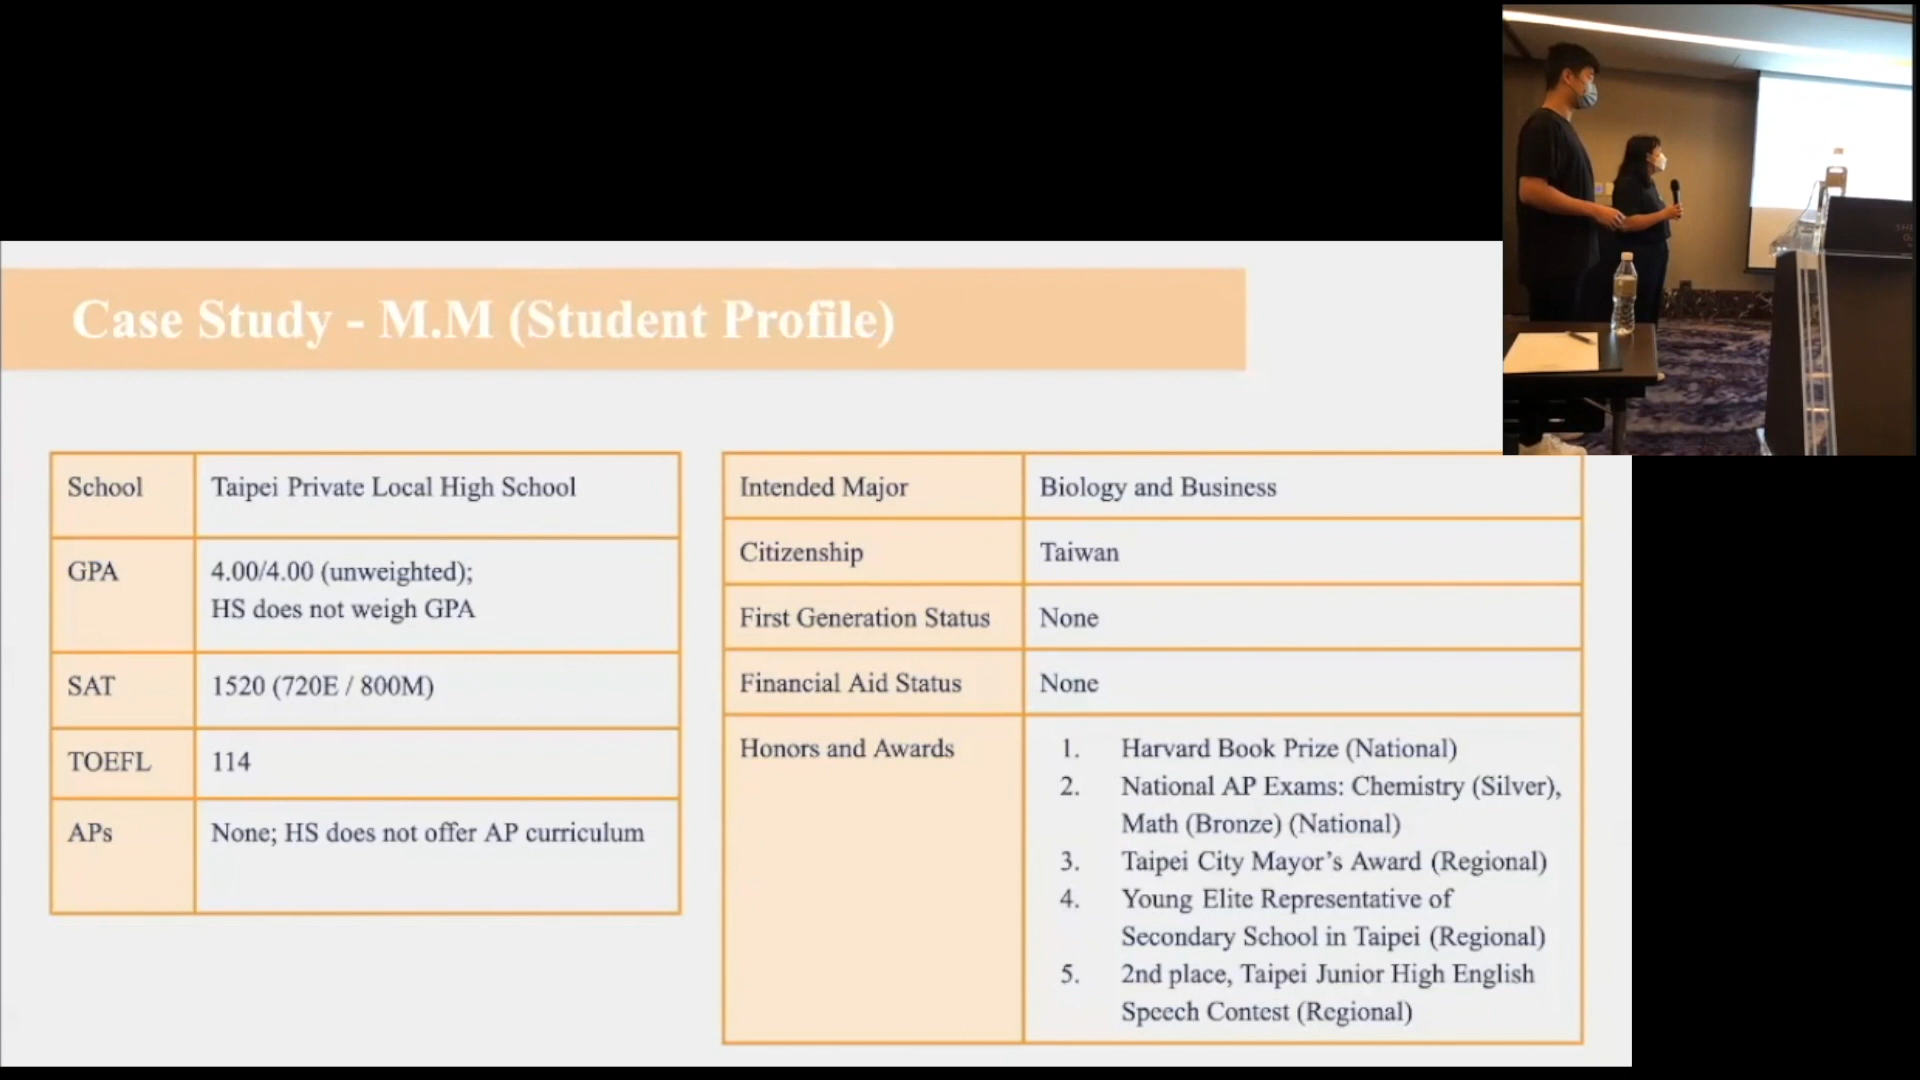 Case Study - M.M (Student Profile)
School
Taipei Private Local High School
GPA
4.00/4.00 (unweighted);
HS does not weigh GPA
SAT
1520 (720E / 800M)
TOEFL
114
APs
None; HS does not offer AP curriculum
Intended Major
Biology and Business
Citizenship
Taiwan
First Generation Status
None
Financial Aid Status
None
Honors and Awards
1. Harvard Book Prize (National)
2. National AP Exams: Chemistry (Silver),
Math (Bronze) (National)
3. Taipei City Mayor's Award (Regional)
4. Young Elite Representative of
Secondary School in Taipei (Regional)
5. 2nd place, Taipei Junior High English
Speech Contest (Regional)